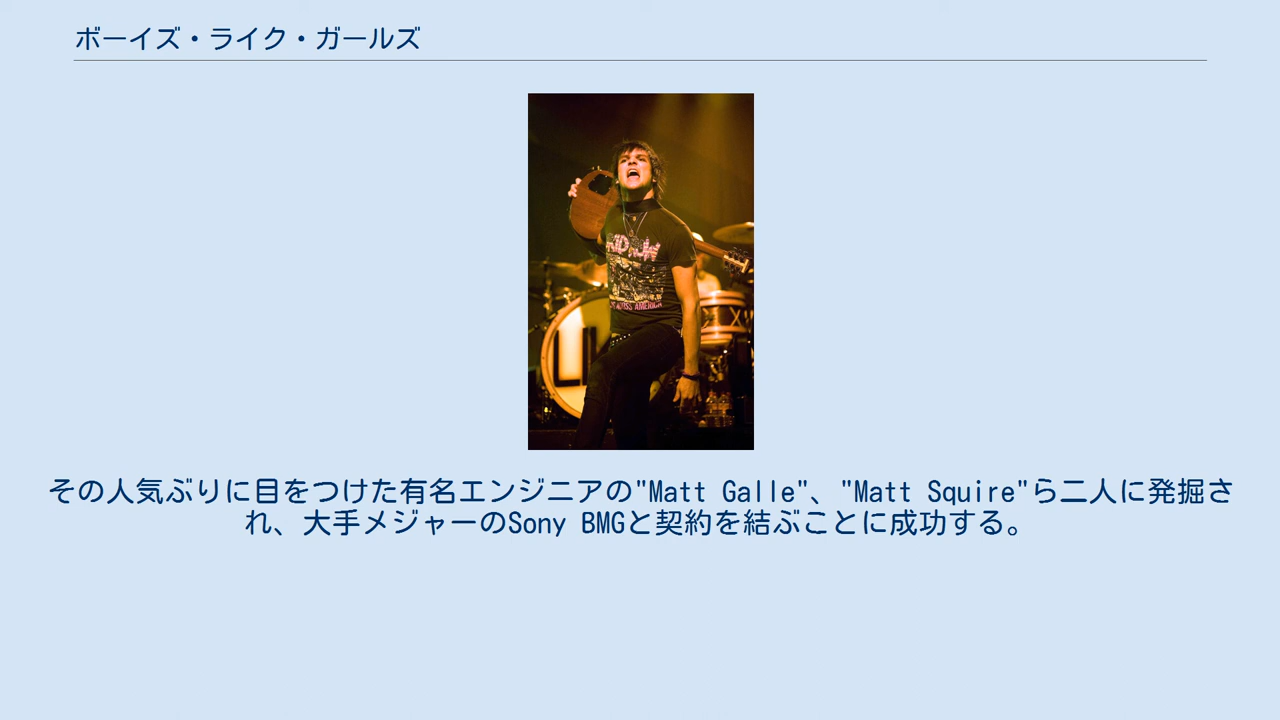 ボーイズ・ライク・ガールズ
その人気ぶりに目をつけた有名エンジニアの"Matt Galle"、"Matt Squire"ら二人に発掘さ
れ、大手メジャーのSony BMGと契約を結ぶことに成功する。